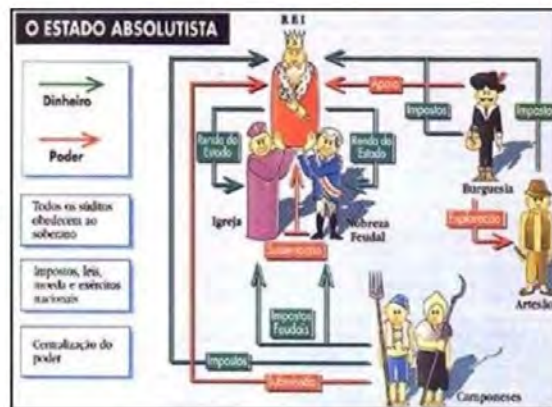 O ESTADO ABSOLUTISTA
REI
Dinheiro
Poder
Todos os súditos
obedecem ao
soberano
Impostos, leis,
moeda e exércitos
nacionais
Centralização do
poder
Apoio
Impostos
Impostos
Renda do
Estado
Renda do
Estado
Igreja
Nobreza
Feudal
Burguesia
Exploração
Artesão
Sustentação
Impostos
Feudais
Impostos
Submissão
Camponeses